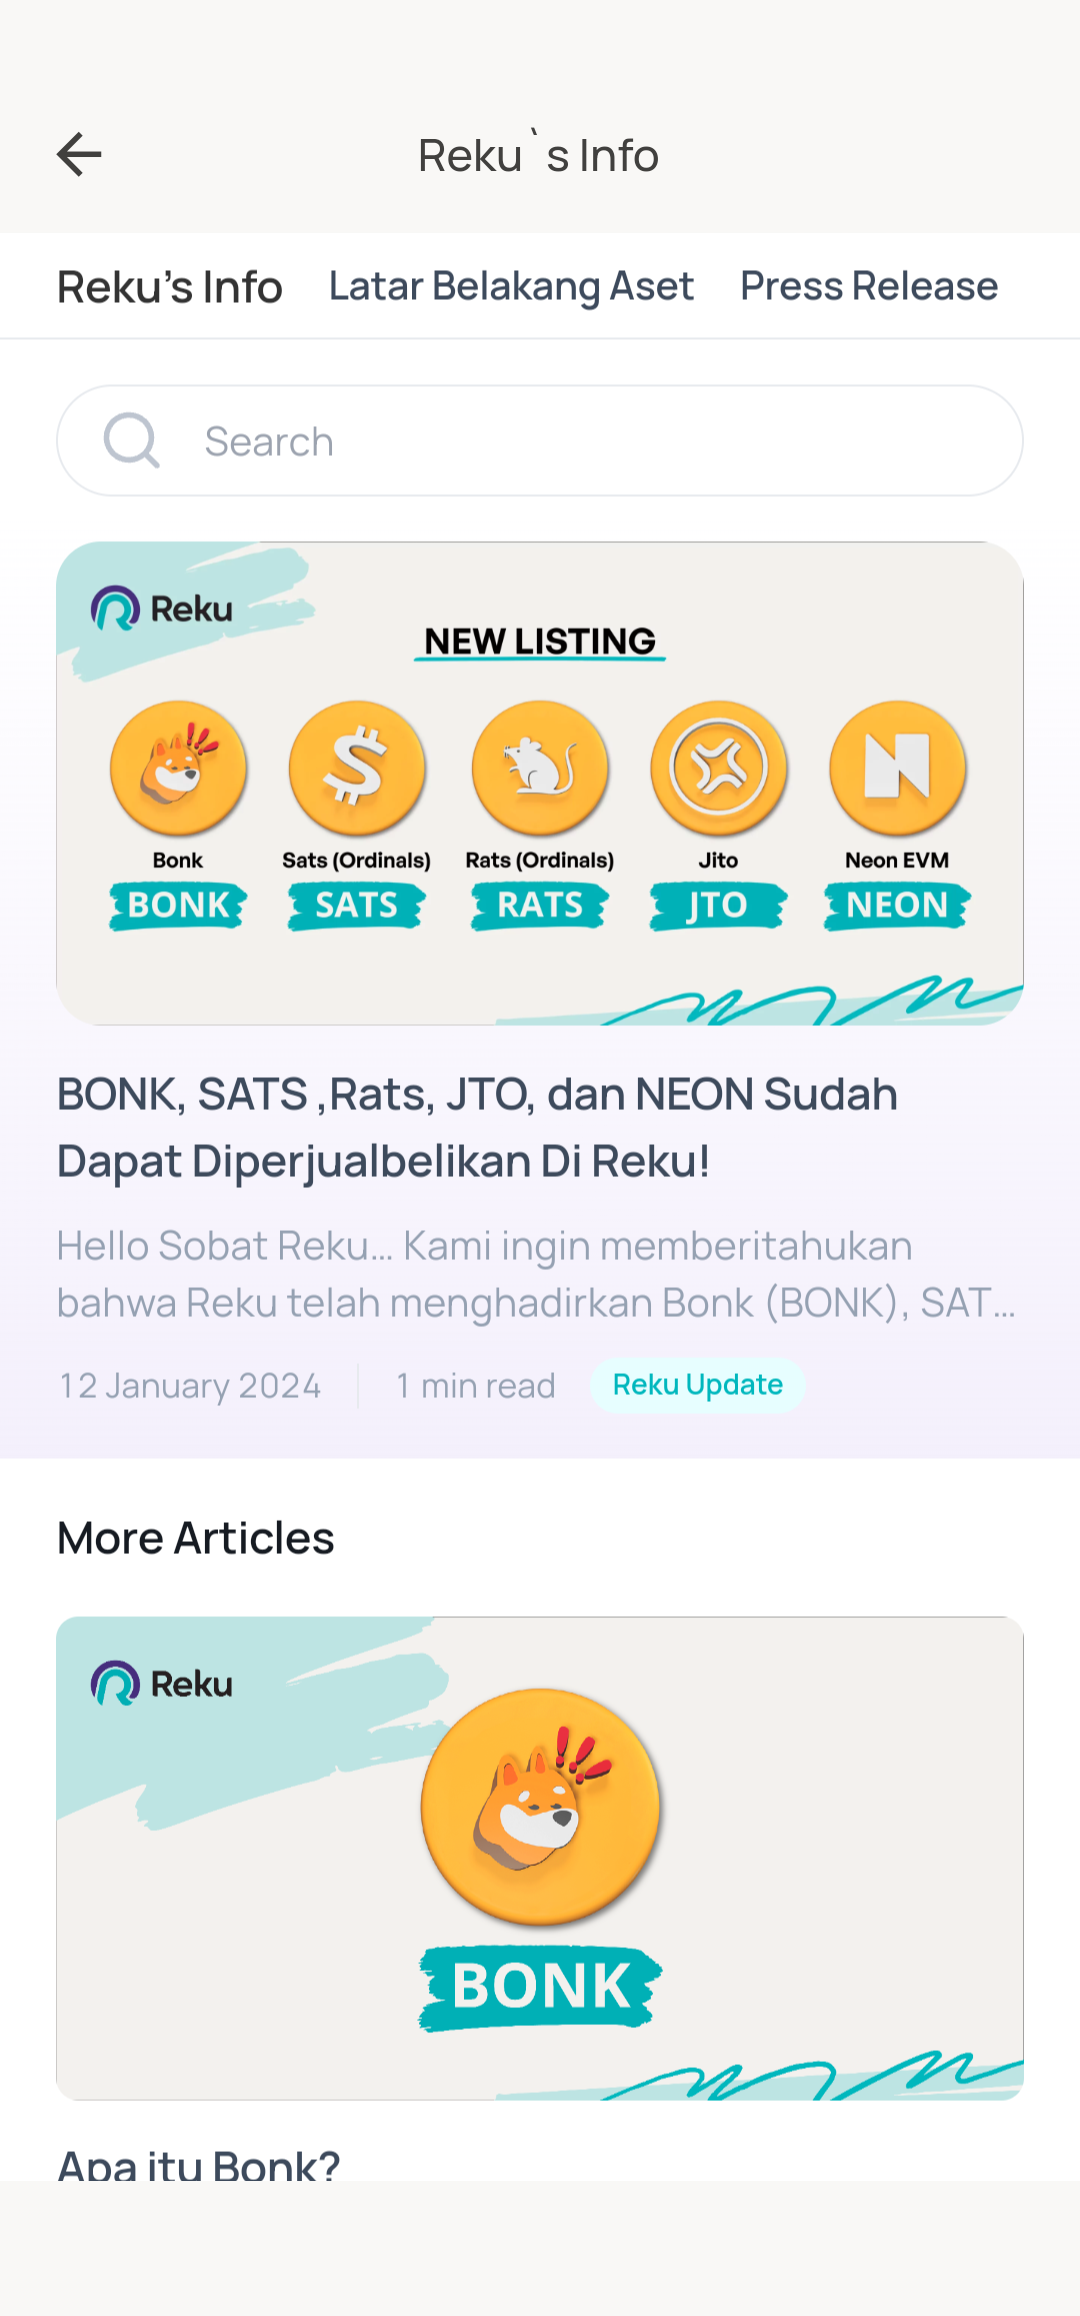 Reku`s Info
Reku's Info Latar Belakang Aset Press Release
Search
Reku
NEW LISTING
Bonk Sats (Ordinals) Rats (Ordinals) Jito Neon EVM
BONK SATS RATS JTO NEON
BONK, SATS ,Rats, JTO, dan NEON Sudah
Dapat Diperjualbelikan Di Reku!
Hello Sobat Reku... Kami ingin memberitahukan
bahwa Reku telah menghadirkan Bonk (BONK), SAT...
12 January 2024 1 min read Reku Update
More Articles
Reku
BONK
Apa itu Bonk?